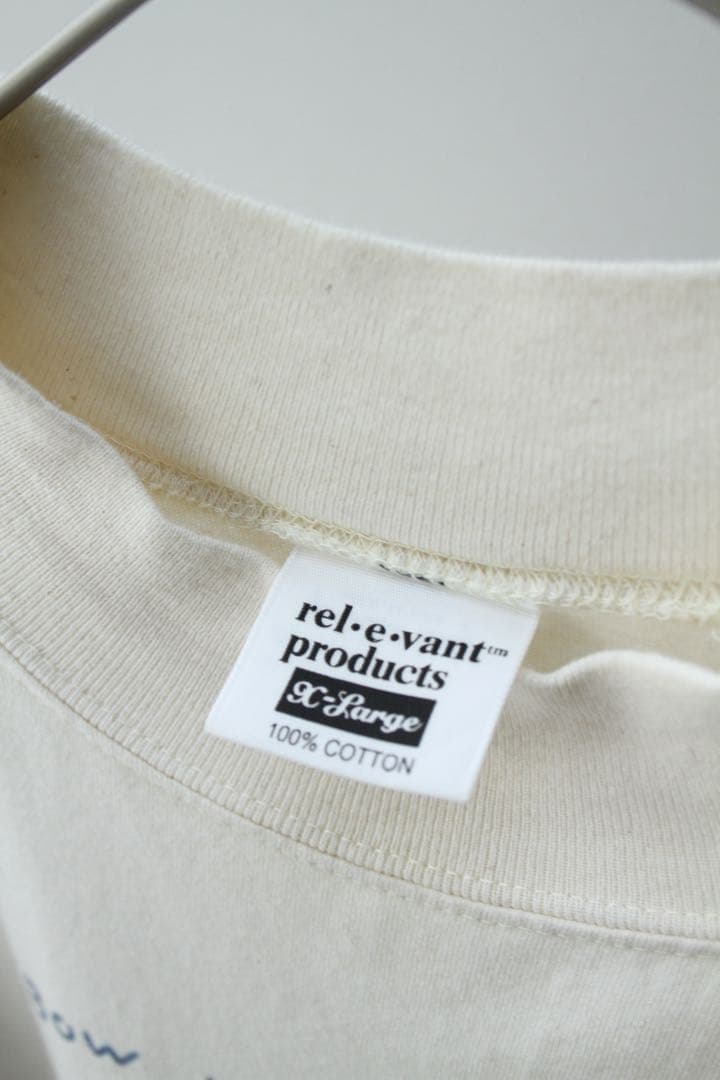 rel•e•vant™
products
X-Large
100% COTTON